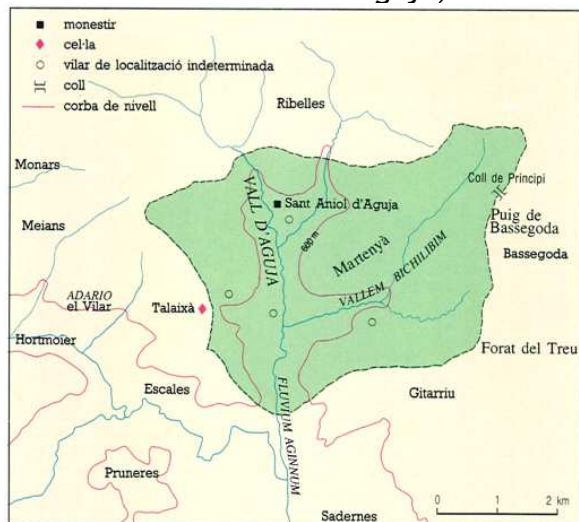 monestir
cel·la
vilar de localització indeterminada
coll
corba de nivell
Ribelles
Monars
Coll de Príncipi
Sant Aniol d'Aguja
VALL D'AGUJA
Puig de
Bassegoda
Meians
600 m
Martenyà
Bassegoda
VALLEM BICHILIBIM
ADARIO
el Vilar
Talaixà
Hortmoier
Forat del Treu
Escales
Gitarriu
FLUVIUM AGINNUM
Pruneres
Sadernes
0 1 2 km